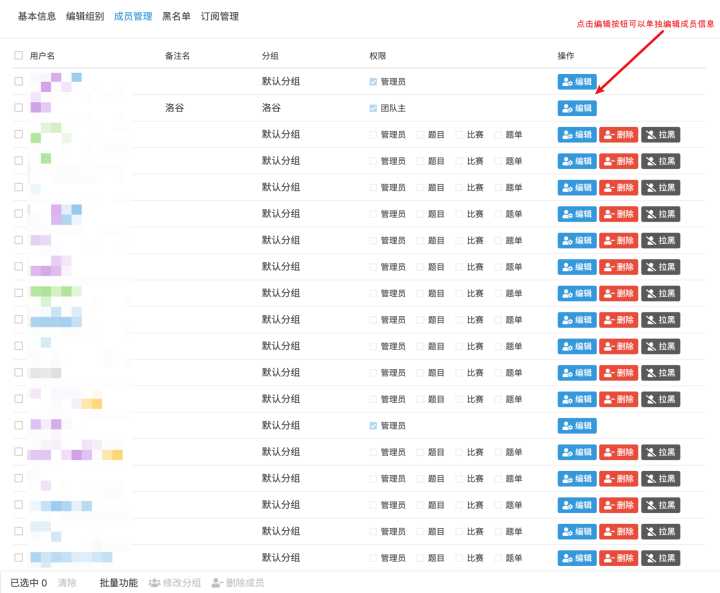 基本信息 编辑组别 成员管理 黑名单 订阅管理
点击编辑按钮可以单独编辑成员信息
用户名 备注名 分组 权限 操作
默认分组 管理员 编辑
洛谷 洛谷 团队主 编辑
默认分组 管理员 题目 比赛 题单 编辑 删除 拉黑
默认分组 管理员 题目 比赛 题单 编辑 删除 拉黑
默认分组 管理员 题目 比赛 题单 编辑 删除 拉黑
默认分组 管理员 题目 比赛 题单 编辑 删除 拉黑
默认分组 管理员 题目 比赛 题单 编辑 删除 拉黑
默认分组 管理员 题目 比赛 题单 编辑 删除 拉黑
默认分组 管理员 题目 比赛 题单 编辑 删除 拉黑
默认分组 管理员 题目 比赛 题单 编辑 删除 拉黑
默认分组 管理员 题目 比赛 题单 编辑 删除 拉黑
默认分组 管理员 题目 比赛 题单 编辑 删除 拉黑
默认分组 管理员 题目 比赛 题单 编辑 删除 拉黑
默认分组 管理员 编辑
默认分组 管理员 题目 比赛 题单 编辑 删除 拉黑
默认分组 管理员 题目 比赛 题单 编辑 删除 拉黑
默认分组 管理员 题目 比赛 题单 编辑 删除 拉黑
默认分组 管理员 题目 比赛 题单 编辑 删除 拉黑
默认分组 管理员 题目 比赛 题单 编辑 删除 拉黑
已选中 0 清除 批量功能 修改分组 删除成员